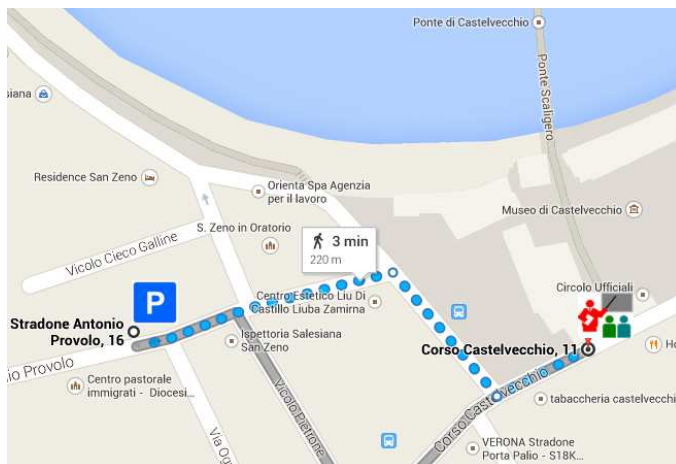 Ponte di Castelvecchio
Ponte Scaligero
siana
Residence San Zeno
Orienta Spa Agenzia
per il lavoro
Museo di Castelvecchio
S. Zeno in Oratorio
3 min
220 m
Vicolo Cieco Galline
Circolo Ufficiali
P
Centro Estetico Liu Di
Castillo Liuba Zamirna
Stradone Antonio
Provolo, 16
Ispettoria Salesiana
San Zeno
Corso Castelvecchio, 11
Ho
io Provolo
Centro pastorale
immigrati - Diocesi...
Vicolo Pietrone
Corso Castelvecchio
tabaccheria castelvecchi
Via Og
VERONA Stradone
Porta Palio - S18K...